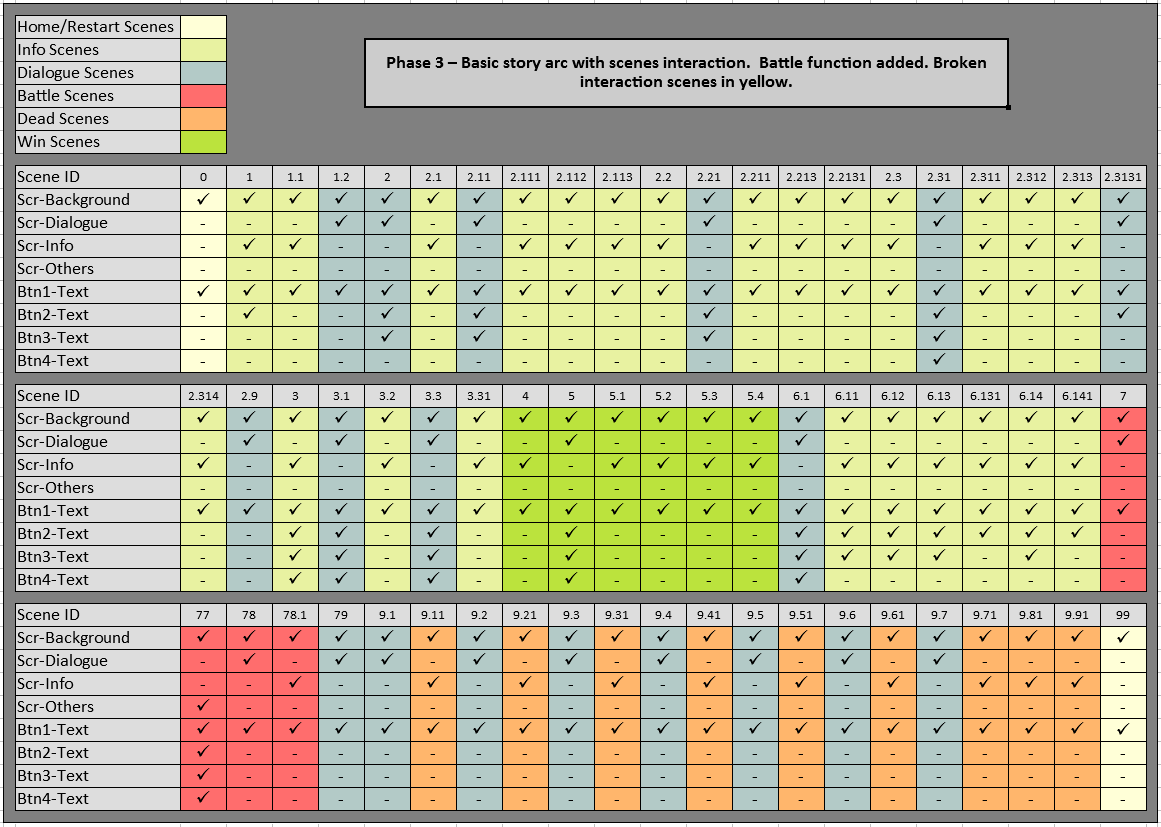 Home/Restart Scenes
Info Scenes
Dialogue Scenes
Battle Scenes
Dead Scenes
Win Scenes
Phase 3 – Basic story arc with scenes interaction.  Battle function added. Broken
interaction scenes in yellow.
Scene ID 0 1 1.1 1.2 2 2.1 2.11 2.111 2.112 2.113 2.2 2.21 2.211 2.213 2.2131 2.3 2.31 2.311 2.312 2.313 2.3131
Scr-Background ✓ ✓ ✓ ✓ ✓ ✓ ✓ ✓ ✓ ✓ ✓ ✓ ✓ ✓ ✓ ✓ ✓ ✓ ✓ ✓ ✓
Scr-Dialogue - - - ✓ ✓ - ✓ - - - - ✓ - - - - ✓ - - - ✓
Scr-Info - ✓ ✓ - - ✓ - ✓ ✓ ✓ ✓ - ✓ ✓ ✓ ✓ - ✓ ✓ ✓ -
Scr-Others - - - - - - - - - - - - - - - - - - - - -
Btn1-Text ✓ ✓ ✓ ✓ ✓ ✓ ✓ ✓ ✓ ✓ ✓ ✓ ✓ ✓ ✓ ✓ ✓ ✓ ✓ ✓ ✓
Btn2-Text - ✓ - - ✓ - ✓ - - - - ✓ - - - - ✓ - - - ✓
Btn3-Text - - - - ✓ - ✓ - - - - ✓ - - - - ✓ - - - -
Btn4-Text - - - - - - - - - - - - - - - - ✓ - - - -
Scene ID 2.314 2.9 3 3.1 3.2 3.3 3.31 4 5 5.1 5.2 5.3 5.4 6.1 6.11 6.12 6.13 6.131 6.14 6.141 7
Scr-Background ✓ ✓ ✓ ✓ ✓ ✓ ✓ ✓ ✓ ✓ ✓ ✓ ✓ ✓ ✓ ✓ ✓ ✓ ✓ ✓ ✓
Scr-Dialogue - ✓ - ✓ - ✓ - - ✓ - - - - ✓ - - - - - - ✓
Scr-Info ✓ - ✓ - ✓ - ✓ ✓ - ✓ ✓ ✓ ✓ - ✓ ✓ ✓ ✓ ✓ ✓ -
Scr-Others - - - - - - - - - - - - - - - - - - - - -
Btn1-Text ✓ ✓ ✓ ✓ ✓ ✓ ✓ ✓ ✓ ✓ ✓ ✓ ✓ ✓ ✓ ✓ ✓ ✓ ✓ ✓ ✓
Btn2-Text - - ✓ ✓ - ✓ - - ✓ - - - - ✓ ✓ ✓ ✓ ✓ ✓ ✓ -
Btn3-Text - - ✓ ✓ - ✓ - - ✓ - - - - ✓ ✓ ✓ ✓ - ✓ - -
Btn4-Text - - ✓ ✓ - ✓ - - ✓ - - - - ✓ - - - - - - -
Scene ID 77 78 78.1 79 9.1 9.11 9.2 9.21 9.3 9.31 9.4 9.41 9.5 9.51 9.6 9.61 9.7 9.71 9.81 9.91 99
Scr-Background ✓ ✓ ✓ ✓ ✓ ✓ ✓ ✓ ✓ ✓ ✓ ✓ ✓ ✓ ✓ ✓ ✓ ✓ ✓ ✓ ✓
Scr-Dialogue - ✓ - ✓ ✓ - ✓ - ✓ - ✓ - ✓ - ✓ - ✓ - - - -
Scr-Info - - ✓ - - ✓ - ✓ - ✓ - ✓ - ✓ - ✓ - ✓ ✓ ✓ -
Scr-Others ✓ - - - - - - - - - - - - - - - - - - - -
Btn1-Text ✓ ✓ ✓ ✓ ✓ ✓ ✓ ✓ ✓ ✓ ✓ ✓ ✓ ✓ ✓ ✓ ✓ ✓ ✓ ✓ ✓
Btn2-Text ✓ - - - - - - - - - - - - - - - - - - - -
Btn3-Text ✓ - - - - - - - - - - - - - - - - - - - -
Btn4-Text ✓ - - - - - - - - - - - - - - - - - - - -